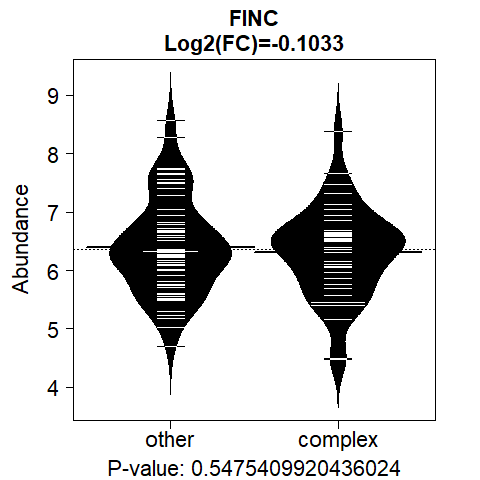 FINC
Log2(FC)=-0.1033
9
8
7
6
5
4
Abundance
other complex
P-value: 0.5475409920436024